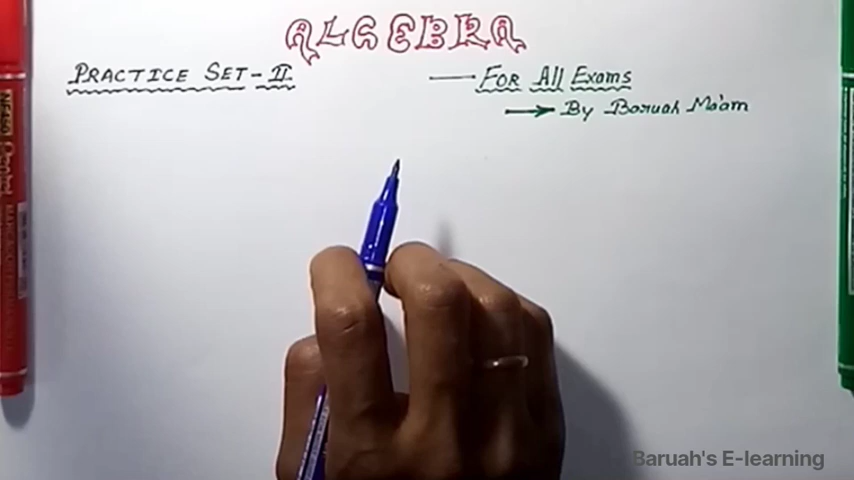 ALGEBRA
PRACTICE SET - II
— FOR All Exams
→ By Baruah Ma'am
Baruah's E-learning